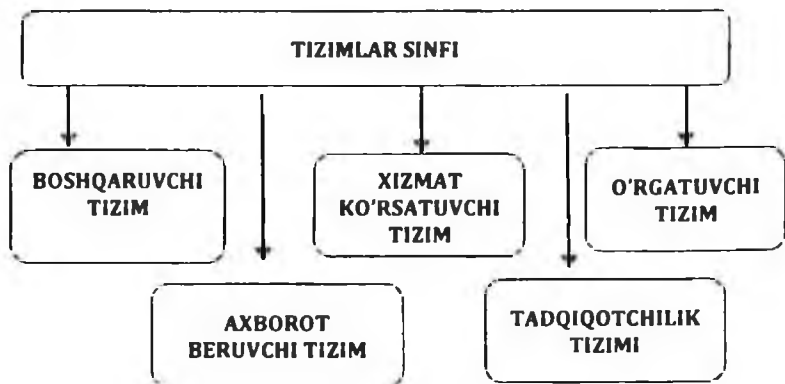 TIZIMLAR SINFI
BOSHQARUVCHI
TIZIM
XIZMAT
KO'RSATUVCHI
TIZIM
O'RGATUVCHI
TIZIM
AXBOROT
BERUVCHI TIZIM
TADQIQOTCHILIK
TIZIMI